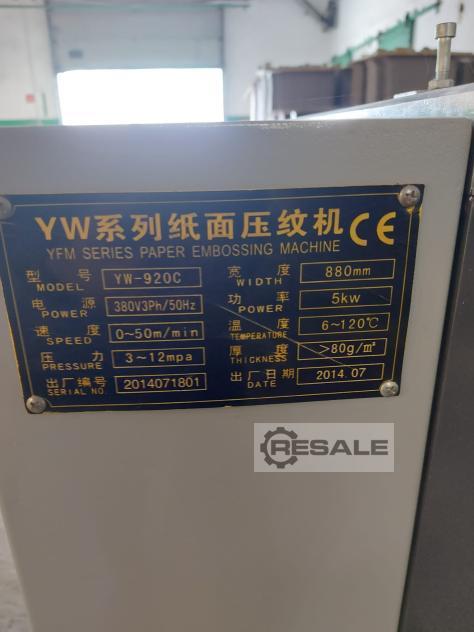 YW系列纸面压纹机 CE
YFM SERIES PAPER EMBOSSING MACHINE
型号 MODEL YW-920C 宽度 WIDTH 880mm
电源 POWER 380V3Ph/50Hz 功率 POWER 5kw
速度 SPEED 0~50m/min 温度 TEMPERATURE 6~120℃
压力 PRESSURE 3~12mpa 厚度 THICKNESS >80g/m²
出厂编号 SERIAL NO. 2014071801 出厂日期 DATE 2014.07
RESALE